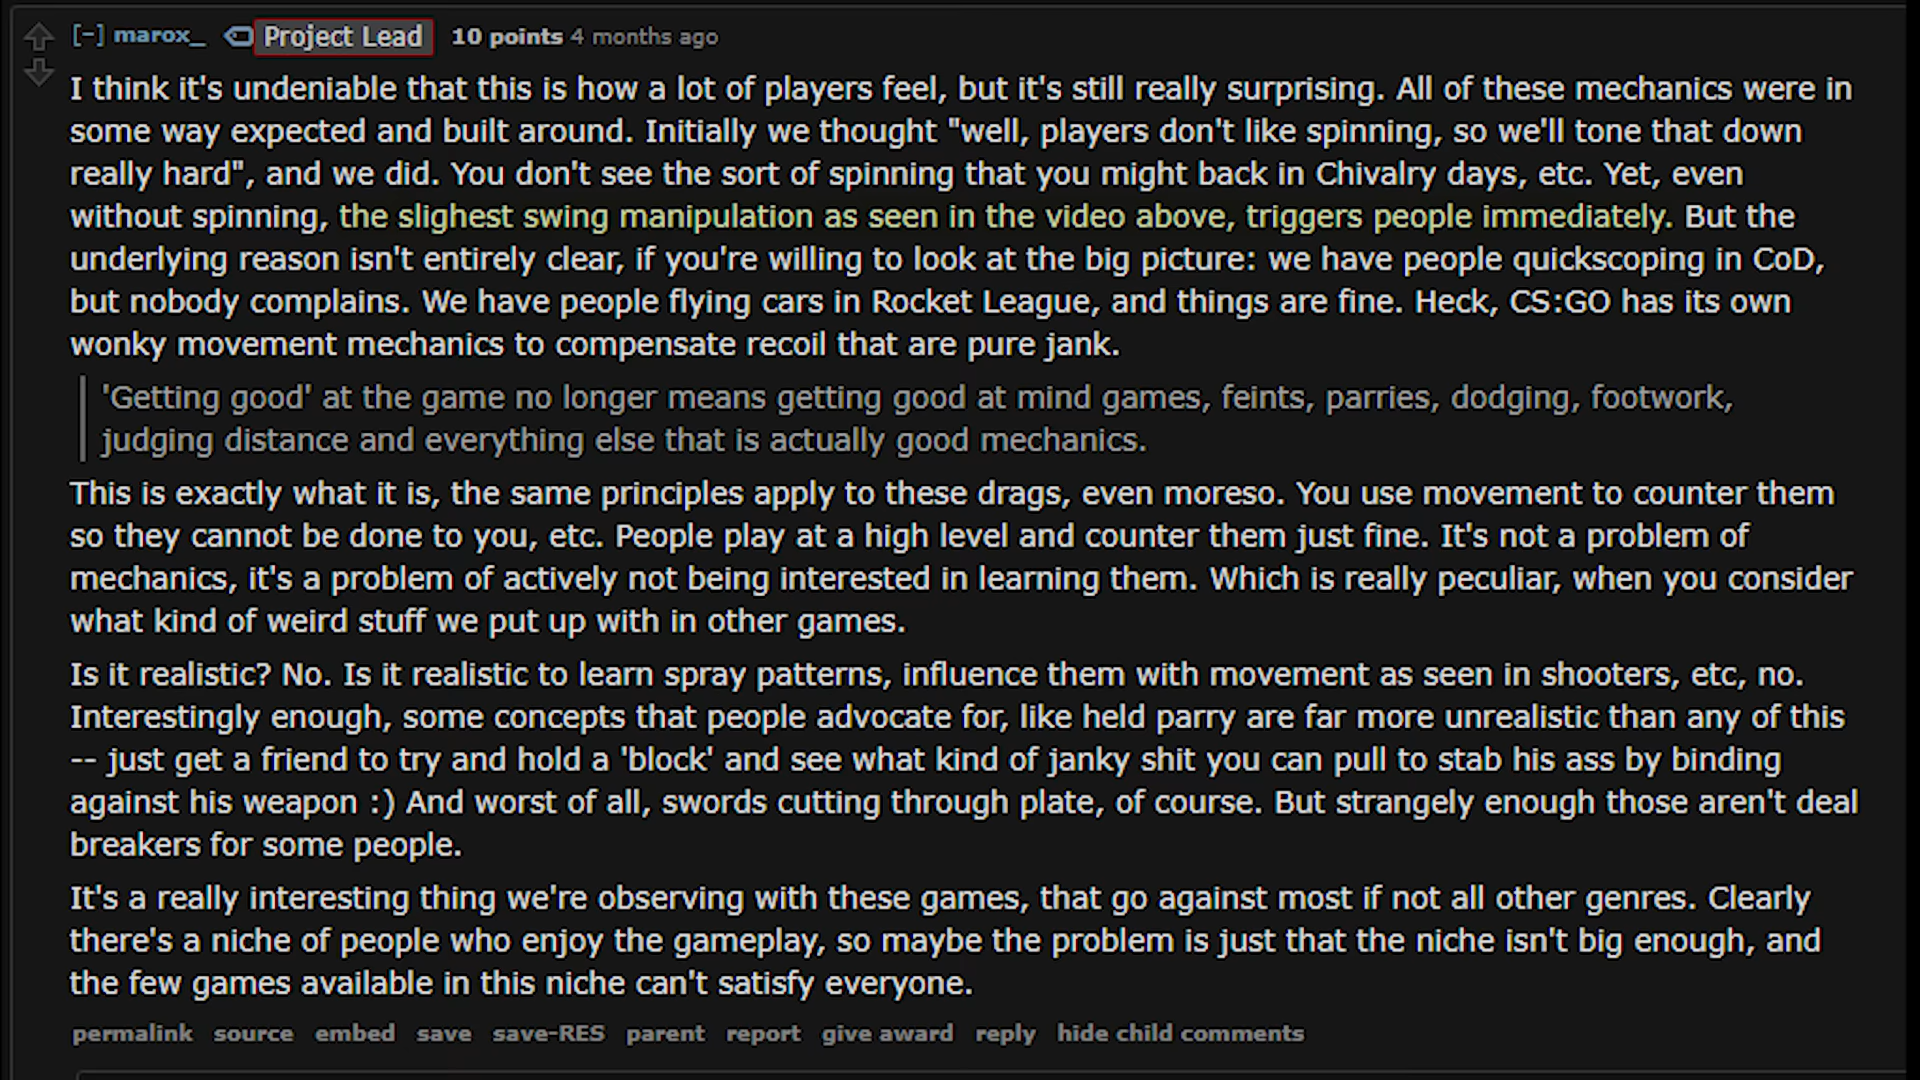 [-] marox_ Project Lead 10 points 4 months ago
I think it's undeniable that this is how a lot of players feel, but it's still really surprising. All of these mechanics were in
some way expected and built around. Initially we thought "well, players don't like spinning, so we'll tone that down
really hard", and we did. You don't see the sort of spinning that you might back in Chivalry days, etc. Yet, even
without spinning, the slighest swing manipulation as seen in the video above, triggers people immediately. But the
underlying reason isn't entirely clear, if you're willing to look at the big picture: we have people quickscoping in CoD,
but nobody complains. We have people flying cars in Rocket League, and things are fine. Heck, CS:GO has its own
wonky movement mechanics to compensate recoil that are pure jank.
'Getting good' at the game no longer means getting good at mind games, feints, parries, dodging, footwork,
judging distance and everything else that is actually good mechanics.
This is exactly what it is, the same principles apply to these drags, even moreso. You use movement to counter them
so they cannot be done to you, etc. People play at a high level and counter them just fine. It's not a problem of
mechanics, it's a problem of actively not being interested in learning them. Which is really peculiar, when you consider
what kind of weird stuff we put up with in other games.
Is it realistic? No. Is it realistic to learn spray patterns, influence them with movement as seen in shooters, etc, no.
Interestingly enough, some concepts that people advocate for, like held parry are far more unrealistic than any of this
-- just get a friend to try and hold a 'block' and see what kind of janky shit you can pull to stab his ass by binding
against his weapon :) And worst of all, swords cutting through plate, of course. But strangely enough those aren't deal
breakers for some people.
It's a really interesting thing we're observing with these games, that go against most if not all other genres. Clearly
there's a niche of people who enjoy the gameplay, so maybe the problem is just that the niche isn't big enough, and
the few games available in this niche can't satisfy everyone.
permalink source embed save save-RES parent report give award reply hide child comments